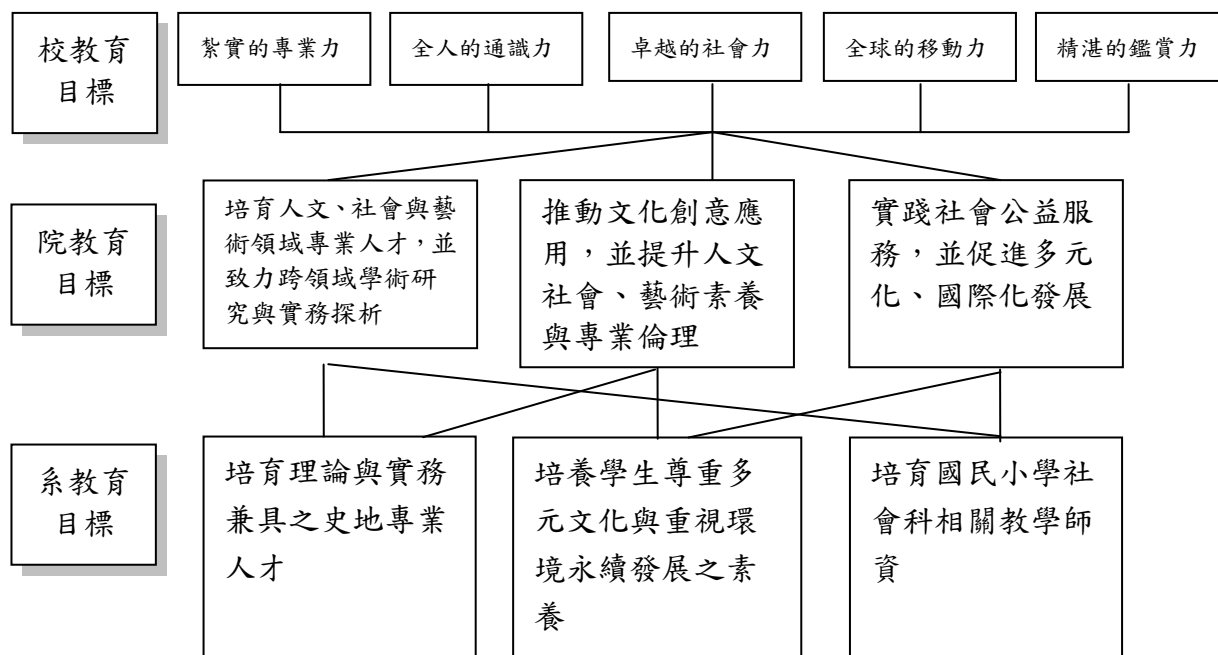 校教育
目標
紮實的專業力
全人的通識力
卓越的社會力
全球的移動力
精湛的鑑賞力
院教育
目標
培育人文、社會與藝
術領域專業人才，並
致力跨領域學術研
究與實務探析
推動文化創意應
用，並提升人文
社會、藝術素養
與專業倫理
實踐社會公益服
務，並促進多元
化、國際化發展
系教育
目標
培育理論與實務
兼具之史地專業
人才
培養學生尊重多
元文化與重視環
境永續發展之素
養
培育國民小學社
會科相關教學師
資